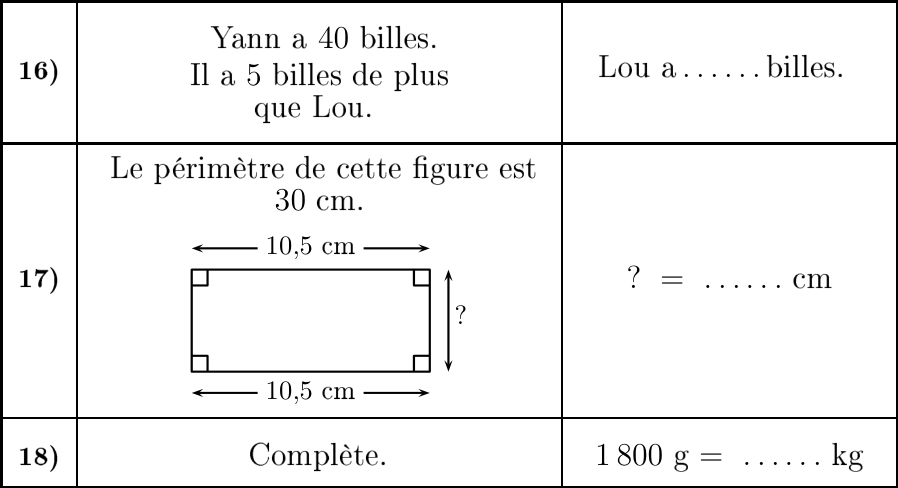 16)
Yann a 40 billes.
Il a 5 billes de plus
que Lou.
Lou a . . . . . . billes.
17)
Le périmètre de cette figure est
30 cm.
10,5 cm
?
10,5 cm
? = . . . . . . cm
18)
Complète.
1 800 g = . . . . . . kg